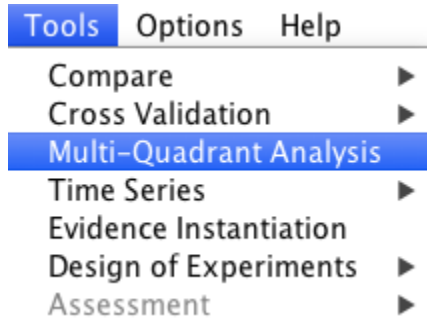 Tools Options Help
Compare
Cross Validation
Multi-Quadrant Analysis
Time Series
Evidence Instantiation
Design of Experiments
Assessment